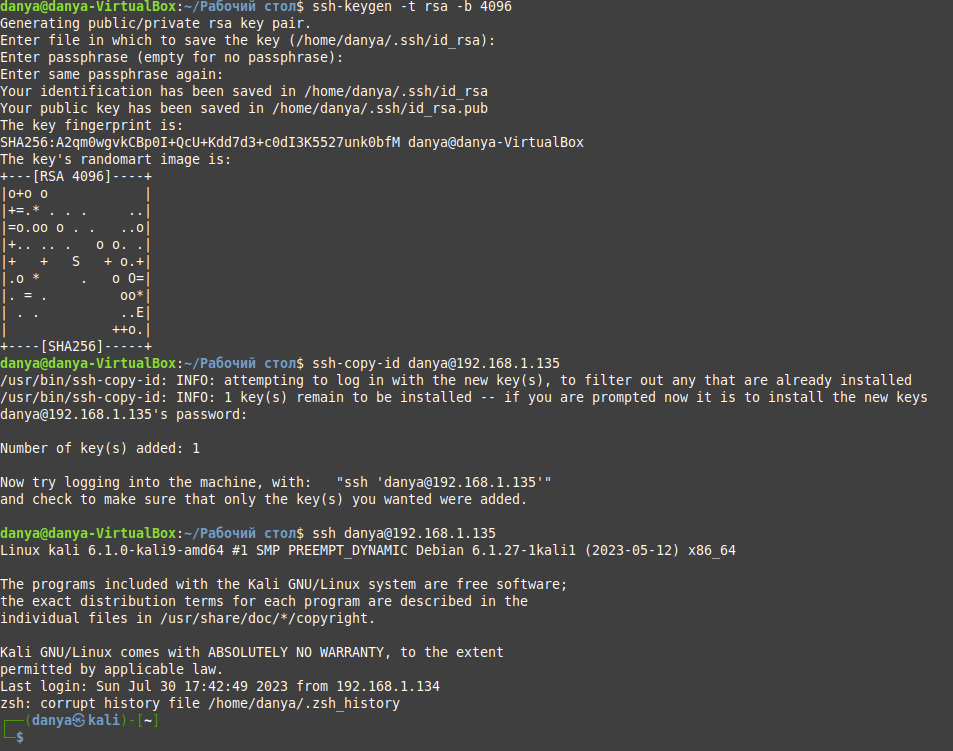 danya@danya-VirtualBox:~/Рабочий стол$ ssh-keygen -t rsa -b 4096
Generating public/private rsa key pair.
Enter file in which to save the key (/home/danya/.ssh/id_rsa):
Enter passphrase (empty for no passphrase):
Enter same passphrase again:
Your identification has been saved in /home/danya/.ssh/id_rsa
Your public key has been saved in /home/danya/.ssh/id_rsa.pub
The key fingerprint is:
SHA256:A2qm0wgvkCBp0I+QcU+Kdd7d3+c0dI3K5527unk0bfM danya@danya-VirtualBox
The key's randomart image is:
+---[RSA 4096]----+
|o+o o            |
|+=.* . . .     ..|
|=o.oo o . .   ..o|
|+.. .. .   o o. .|
|+   +   S   + o.+|
|.o *     .   o O=|
|. = .         oo*|
| . .          ..E|
|             ++o.|
+----[SHA256]-----+
danya@danya-VirtualBox:~/Рабочий стол$ ssh-copy-id danya@192.168.1.135
/usr/bin/ssh-copy-id: INFO: attempting to log in with the new key(s), to filter out any that are already installed
/usr/bin/ssh-copy-id: INFO: 1 key(s) remain to be installed -- if you are prompted now it is to install the new keys
danya@192.168.1.135's password:
Number of key(s) added: 1
Now try logging into the machine, with:   "ssh 'danya@192.168.1.135'"
and check to make sure that only the key(s) you wanted were added.
danya@danya-VirtualBox:~/Рабочий стол$ ssh danya@192.168.1.135
Linux kali 6.1.0-kali9-amd64 #1 SMP PREEMPT_DYNAMIC Debian 6.1.27-1kali1 (2023-05-12) x86_64
The programs included with the Kali GNU/Linux system are free software;
the exact distribution terms for each program are described in the
individual files in /usr/share/doc/*/copyright.
Kali GNU/Linux comes with ABSOLUTELY NO WARRANTY, to the extent
permitted by applicable law.
Last login: Sun Jul 30 17:42:49 2023 from 192.168.1.134
zsh: corrupt history file /home/danya/.zsh_history
┌──(danya㉿kali)-[~]
└─$